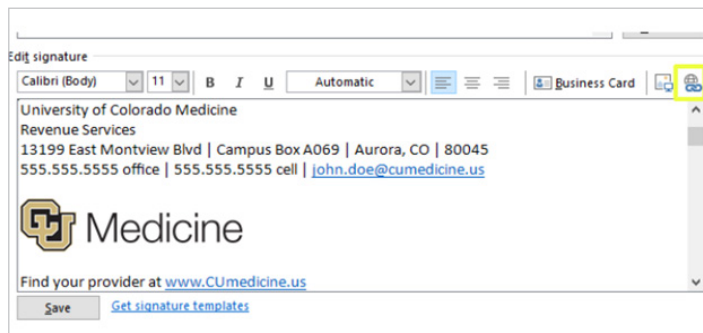 Edit signature
Calibri (Body) 11 B I U Automatic Business Card
University of Colorado Medicine
Revenue Services
13199 East Montview Blvd | Campus Box A069 | Aurora, CO | 80045
555.555.5555 office | 555.555.5555 cell | john.doe@cumedicine.us
CU Medicine
Find your provider at www.CUmedicine.us
Save Get signature templates